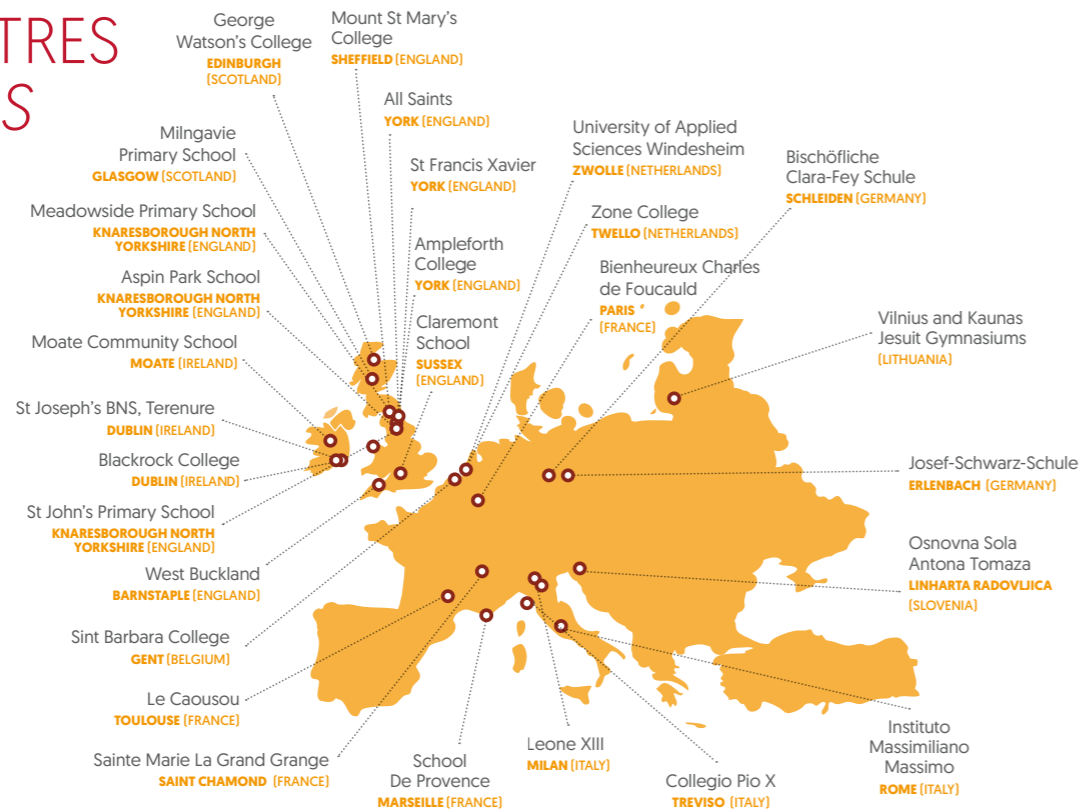 TRES
S
George
Watson's College
EDINBURGH
(SCOTLAND)
Mount St Mary's
College
SHEFFIELD (ENGLAND)
All Saints
YORK (ENGLAND)
Milngavie
Primary School
GLASGOW (SCOTLAND)
St Francis Xavier
YORK (ENGLAND)
University of Applied
Sciences Windesheim
ZWOLLE (NETHERLANDS)
Bischöfliche
Clara-Fey Schule
SCHLEIDEN (GERMANY)
Meadowside Primary School
KNARESBOROUGH NORTH
YORKSHIRE (ENGLAND)
Zone College
TWELLO (NETHERLANDS)
Ampleforth
College
YORK (ENGLAND)
Aspin Park School
KNARESBOROUGH NORTH
YORKSHIRE (ENGLAND)
Bienheureux Charles
de Foucauld
PARIS
(FRANCE)
Claremont
School
SUSSEX
(ENGLAND)
Vilnius and Kaunas
Jesuit Gymnasiums
(LITHUANIA)
Moate Community School
MOATE (IRELAND)
St Joseph's BNS, Terenure
DUBLIN (IRELAND)
Blackrock College
DUBLIN (IRELAND)
Josef-Schwarz-Schule
ERLENBACH (GERMANY)
St John's Primary School
KNARESBOROUGH NORTH
YORKSHIRE (ENGLAND)
Osnovna Sola
Antona Tomaza
LINHARTA RADOVLJICA
(SLOVENIA)
West Buckland
BARNSTAPLE (ENGLAND)
Sint Barbara College
GENT (BELGIUM)
Le Caousou
TOULOUSE (FRANCE)
Sainte Marie La Grand Grange
SAINT CHAMOND (FRANCE)
School
De Provence
MARSEILLE (FRANCE)
Leone XIII
MILAN (ITALY)
Collegio Pio X
TREVISO (ITALY)
Instituto
Massimiliano
Massimo
ROME (ITALY)